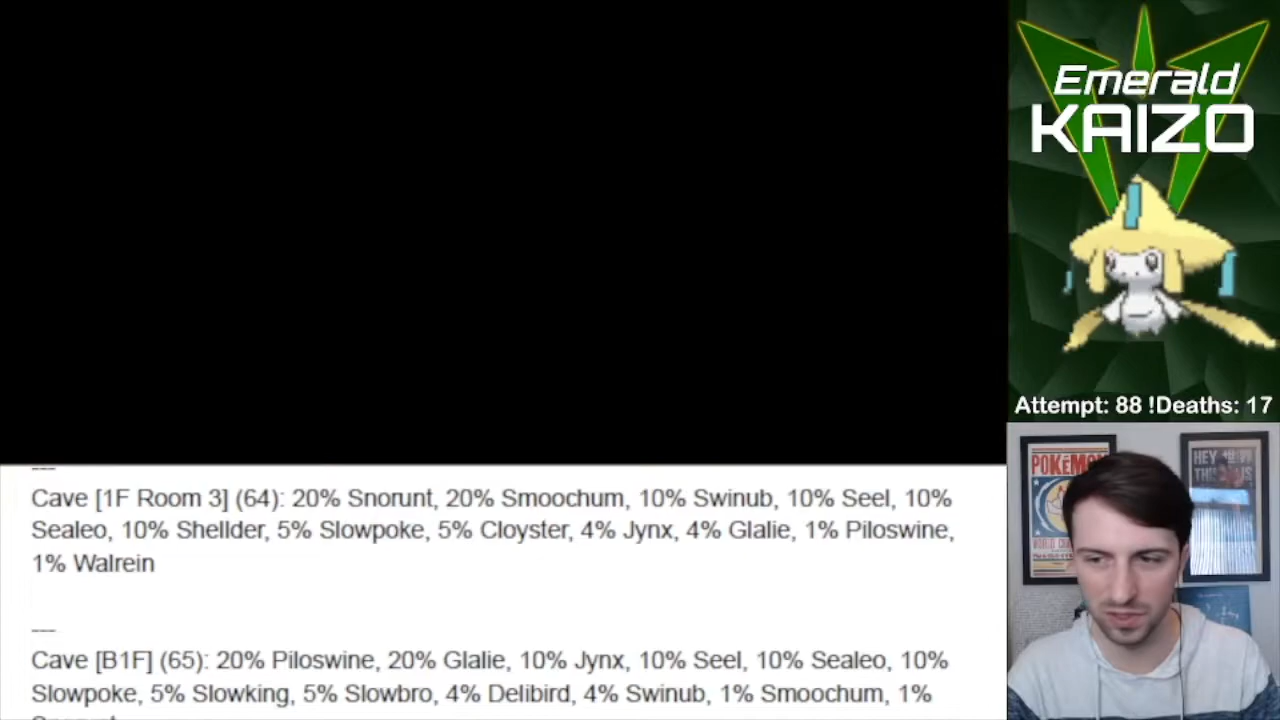 Emerald
KAIZO
Attempt: 88 !Deaths: 17
POKéMO
HEY
Cave [1F Room 3] (64): 20% Snorunt, 20% Smoochum, 10% Swinub, 10% Seel, 10%
Sealeo, 10% Shellder, 5% Slowpoke, 5% Cloyster, 4% Jynx, 4% Glalie, 1% Piloswine,
1% Walrein
Cave [B1F] (65): 20% Piloswine, 20% Glalie, 10% Jynx, 10% Seel, 10% Sealeo, 10%
Slowpoke, 5% Slowking, 5% Slowbro, 4% Delibird, 4% Swinub, 1% Smoochum, 1%